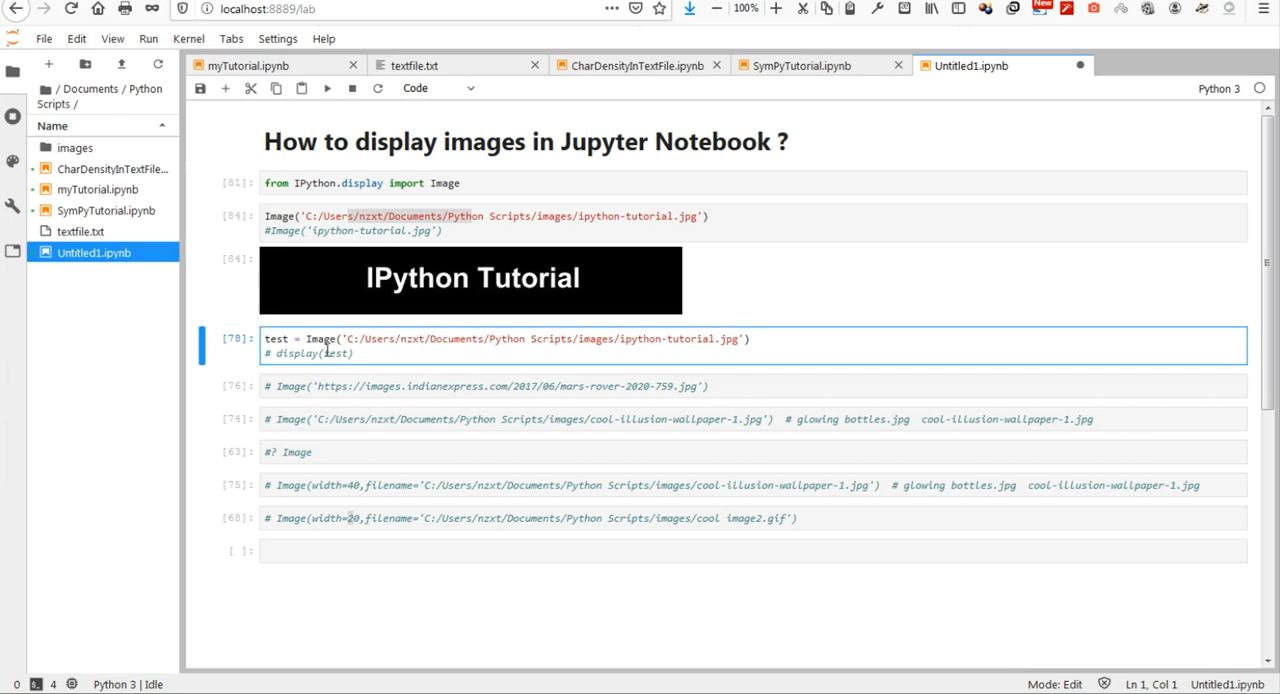 localhost:8889/lab
100%
New
File Edit View Run Kernel Tabs Settings Help
myTutorial.ipynb textfile.txt CharDensityInTextFile.ipynb SymPyTutorial.ipynb Untitled1.ipynb
Code
Python 3
/ Documents / Python
Scripts /
Name
images
CharDensityInTextFile...
myTutorial.ipynb
SymPyTutorial.ipynb
textfile.txt
Untitled1.ipynb
How to display images in Jupyter Notebook ?
[81]: from IPython.display import Image
[84]: Image('C:/Users/nzxt/Documents/Python Scripts/images/ipython-tutorial.jpg')
#Image('ipython-tutorial.jpg')
[84]:
IPython Tutorial
[78]: test = Image('C:/Users/nzxt/Documents/Python Scripts/images/ipython-tutorial.jpg')
# display(test)
[76]: # Image('https://images.indianexpress.com/2017/06/mars-rover-2020-759.jpg')
[74]: # Image('C:/Users/nzxt/Documents/Python Scripts/images/cool-illusion-wallpaper-1.jpg') # glowing bottles.jpg cool-illusion-wallpaper-1.jpg
[63]: #? Image
[75]: # Image(width=40,filename='C:/Users/nzxt/Documents/Python Scripts/images/cool-illusion-wallpaper-1.jpg') # glowing bottles.jpg cool-illusion-wallpaper-1.jpg
[68]: # Image(width=20,filename='C:/Users/nzxt/Documents/Python Scripts/images/cool image2.gif')
[ ]:
0 4 Python 3 | Idle Mode: Edit Ln 1, Col 1 Untitled1.ipynb